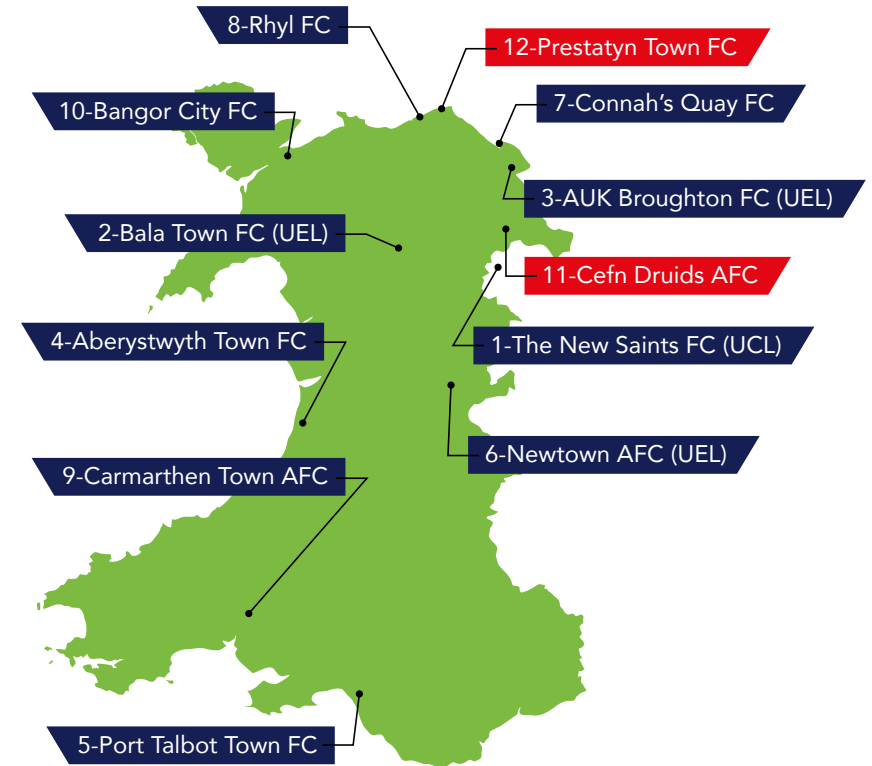 8-Rhyl FC
12-Prestatyn Town FC
10-Bangor City FC
7-Connah's Quay FC
3-AUK Broughton FC (UEL)
2-Bala Town FC (UEL)
11-Cefn Druids AFC
4-Aberystwyth Town FC
1-The New Saints FC (UCL)
6-Newtown AFC (UEL)
9-Carmarthen Town AFC
5-Port Talbot Town FC